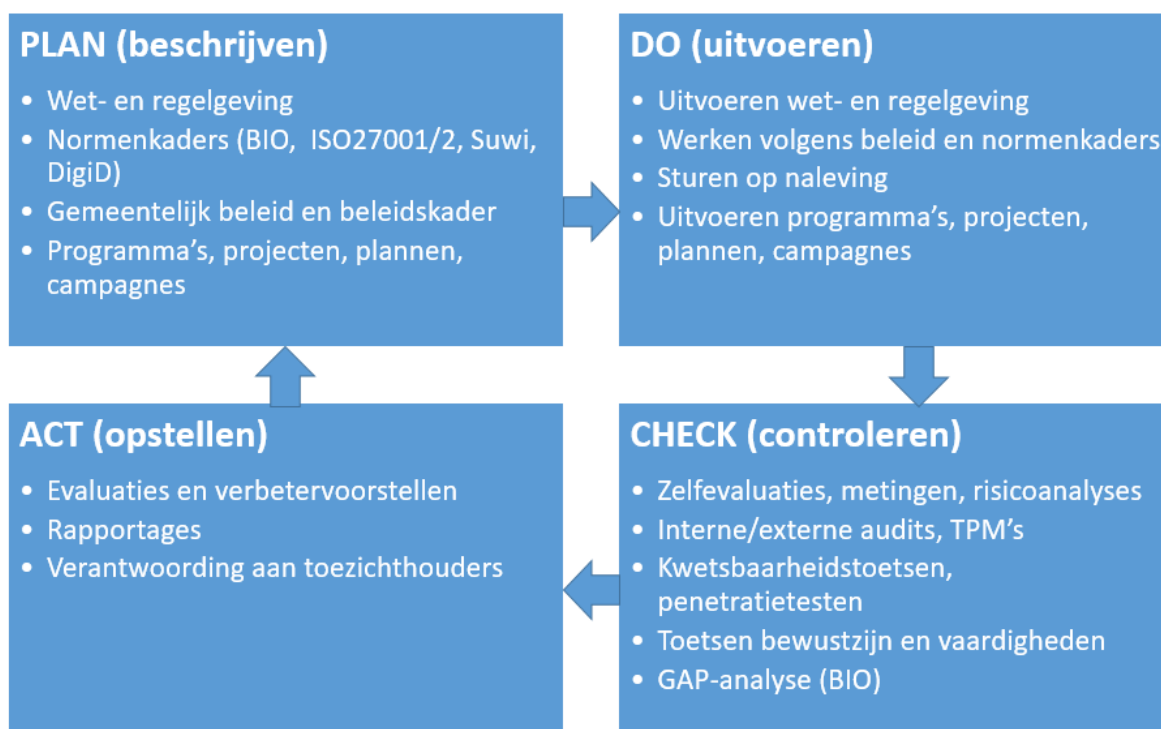 PLAN (beschrijven)
• Wet- en regelgeving
• Normenkaders (BIO,  ISO27001/2, Suwi,
DigiD)
• Gemeentelijk beleid en beleidskader
• Programma’s, projecten, plannen,
campagnes
DO (uitvoeren)
• Uitvoeren wet- en regelgeving
• Werken volgens beleid en normenkaders
• Sturen op naleving
• Uitvoeren programma’s, projecten,
plannen, campagnes
ACT (opstellen)
• Evaluaties en verbetervoorstellen
• Rapportages
• Verantwoording aan toezichthouders
CHECK (controleren)
• Zelfevaluaties, metingen, risicoanalyses
• Interne/externe audits, TPM’s
• Kwetsbaarheidstoetsen,
penetratietesten
• Toetsen bewustzijn en vaardigheden
• GAP-analyse (BIO)